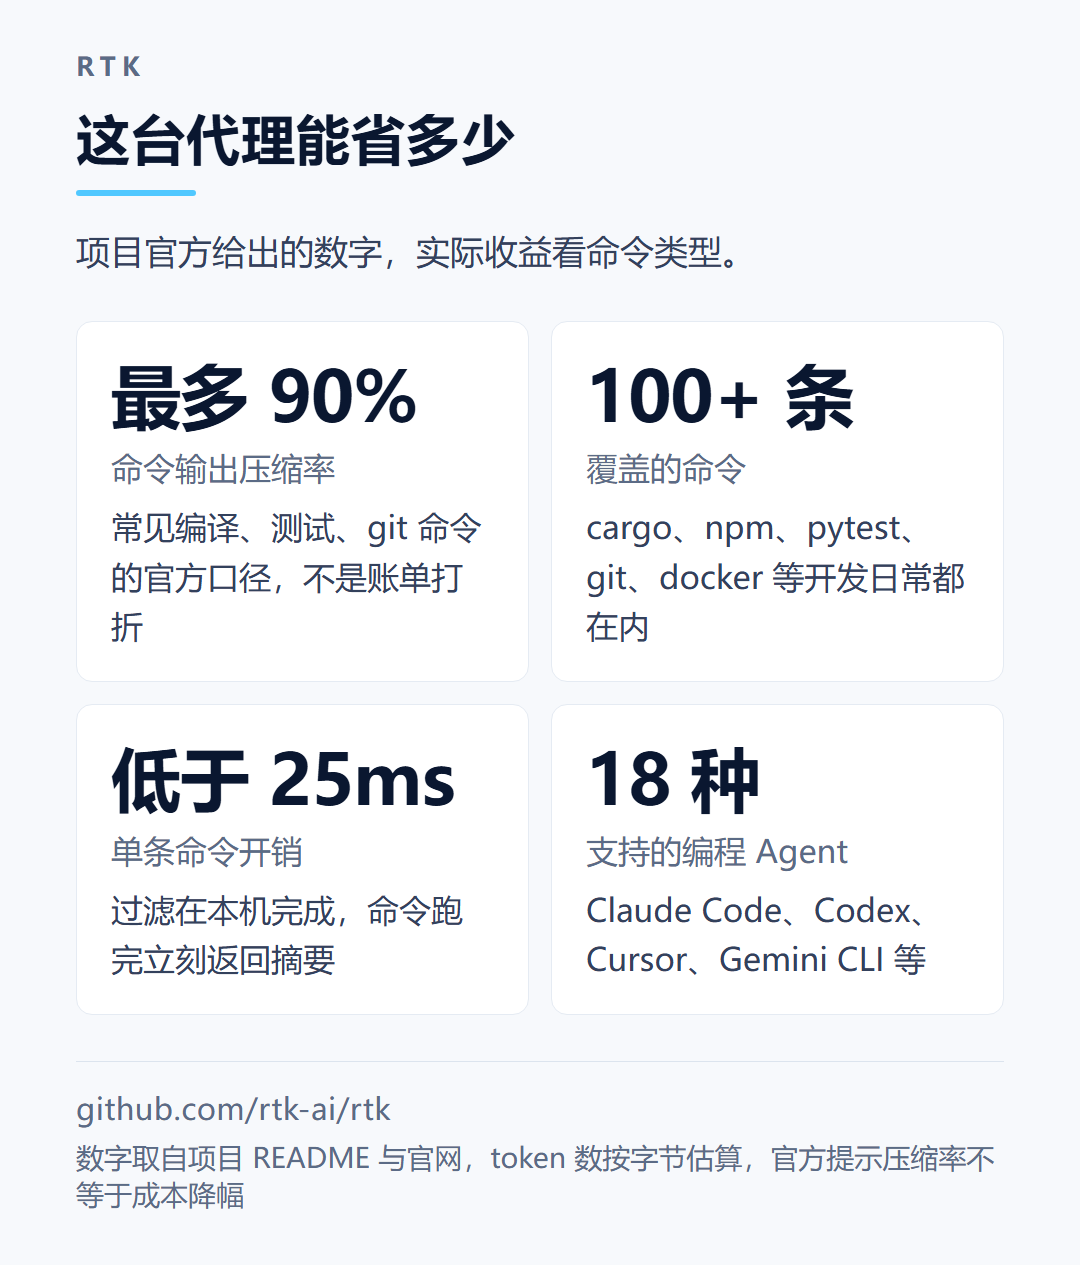 RTK
这台代理能省多少
项目官方给出的数字，实际收益看命令类型。
最多 90%
命令输出压缩率
常见编译、测试、git 命令
的官方口径，不是账单打
折
100+ 条
覆盖的命令
cargo、npm、pytest、
git、docker 等开发日常都
在内
低于 25ms
单条命令开销
过滤在本机完成，命令跑
完立刻返回摘要
18 种
支持的编程 Agent
Claude Code、Codex、
Cursor、Gemini CLI 等
github.com/rtk-ai/rtk
数字取自项目 README 与官网，token 数按字节估算，官方提示压缩率不
等于成本降幅